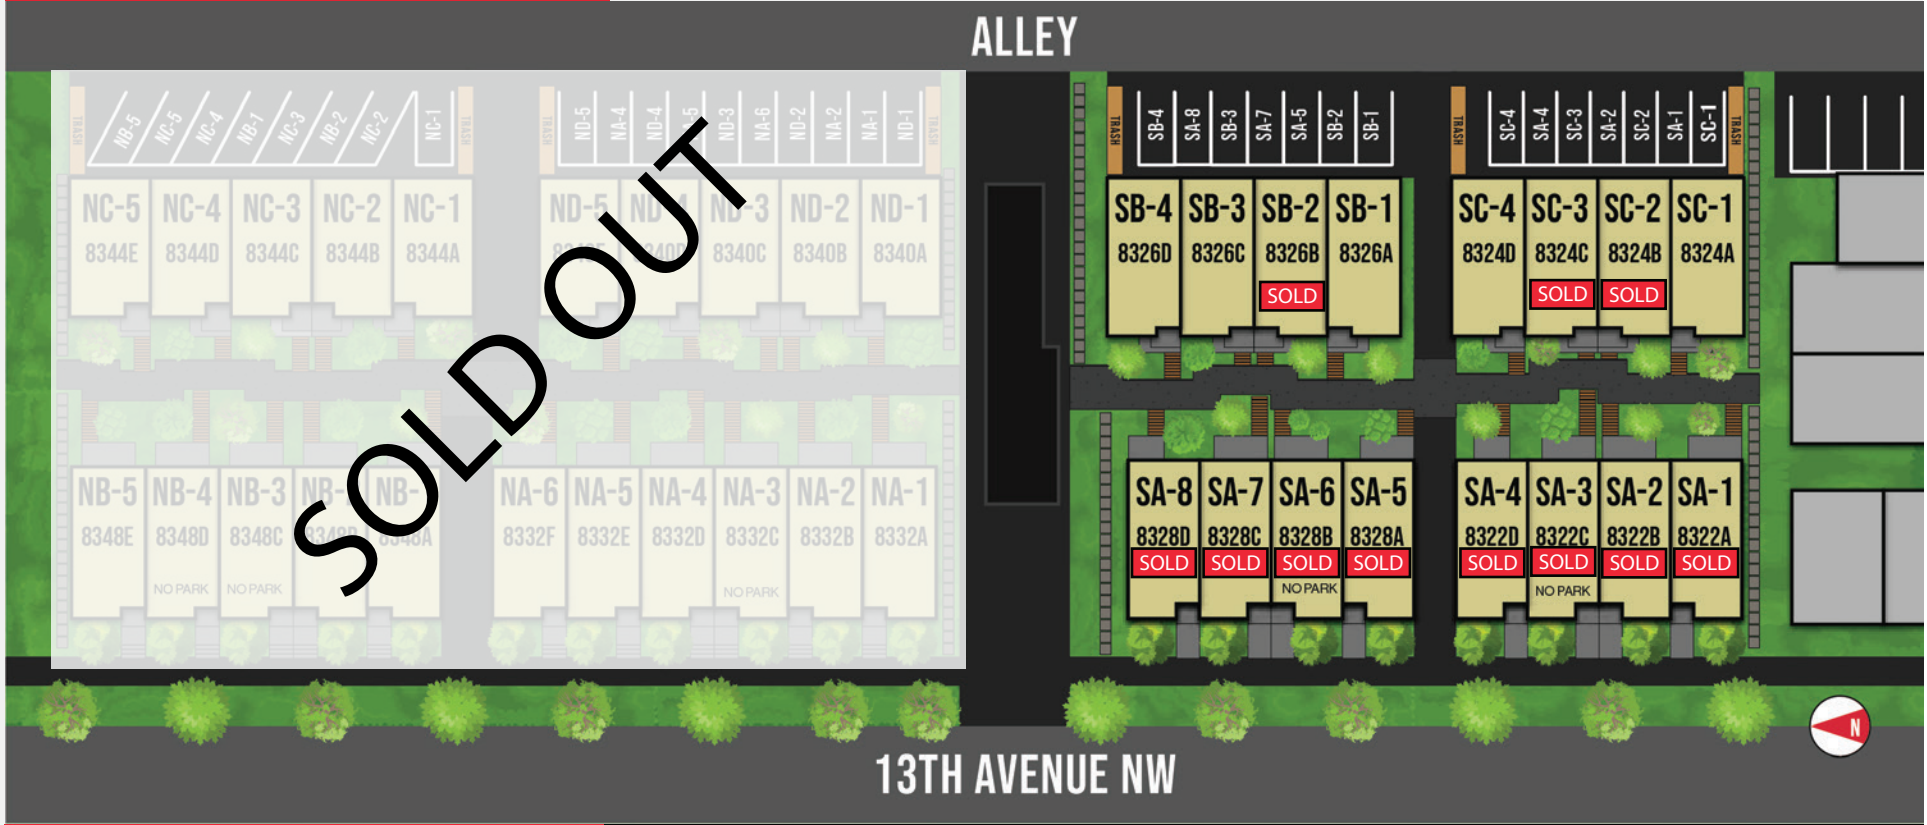 ALLEY
TRASH
NB-5
NC-5
NC-4
NB-1
NC-3
NB-2
NC-2
NC-1
TRASH
TRASH
ND-5
NA-4
ND-4
ND-3
NA-6
ND-2
NA-2
NA-1
ND-1
TRASH
TRASH
SB-4
SA-8
SB-3
SA-7
SA-5
SB-2
SB-1
TRASH
SC-4
SA-4
SC-3
SA-2
SC-2
SA-1
SC-1
TRASH
NC-5 NC-4 NC-3 NC-2 NC-1
8344E 8344D 8344C 8344B 8344A
ND-5 ND-3 ND-2 ND-1
8340C 8340B 8340A
SB-4 SB-3 SB-2 SB-1
8326D 8326C 8326B 8326A
SOLD
SC-4 SC-3 SC-2 SC-1
8324D 8324C 8324B 8324A
SOLD SOLD
SOLD OUT
NB-5 NB-4 NB-3
8348E 8348D 8348C 8348A
NO PARK NO PARK
NA-6 NA-5 NA-4 NA-3 NA-2 NA-1
8332F 8332E 8332D 8332C 8332B 8332A
NO PARK
SA-8 SA-7 SA-6 SA-5
8328D 8328C 8328B 8328A
SOLD SOLD SOLD SOLD
NO PARK
SA-4 SA-3 SA-2 SA-1
8322D 8322C 8322B 8322A
SOLD SOLD SOLD SOLD
NO PARK
N
13TH AVENUE NW